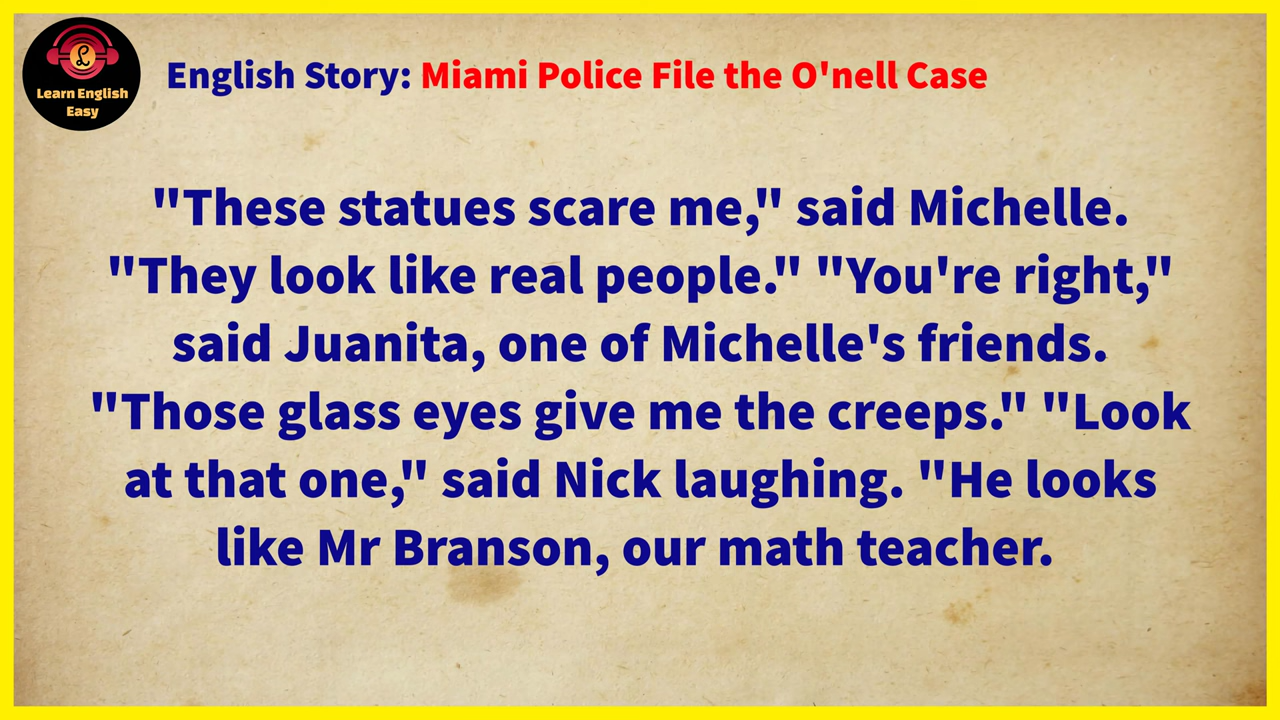 Learn English
Easy
English Story: Miami Police File the O'nell Case
"These statues scare me," said Michelle.
"They look like real people." "You're right,"
said Juanita, one of Michelle's friends.
"Those glass eyes give me the creeps." "Look
at that one," said Nick laughing. "He looks
like Mr Branson, our math teacher.